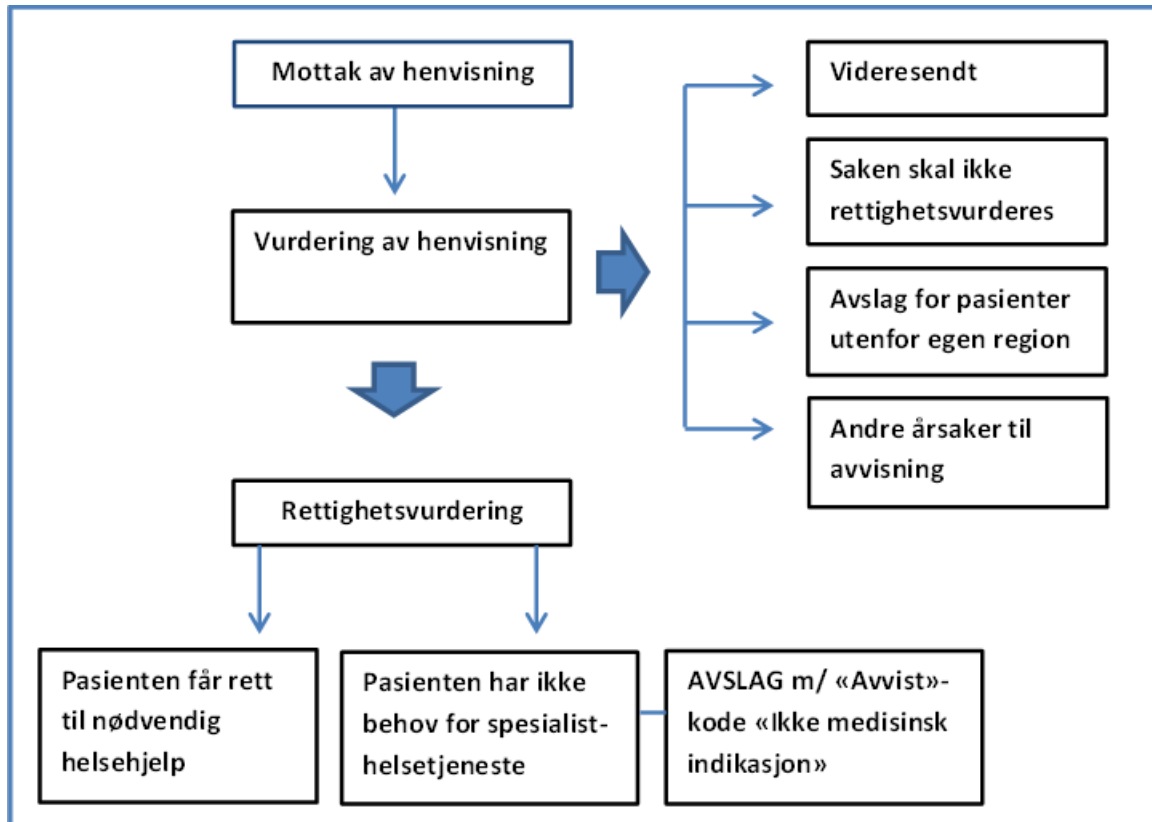 Mottak av henvisning
Vurdering av henvisning
Videresendt
Saken skal ikke
rettighetsvurderes
Avslag for pasienter
utenfor egen region
Andre årsaker til
avvisning
Rettighetsvurdering
Pasienten får rett
til nødvendig
helsehjelp
Pasienten har ikke
behov for spesialist-
helsetjeneste
AVSLAG m/ «Avvist»-
kode «Ikke medisinsk
indikasjon»